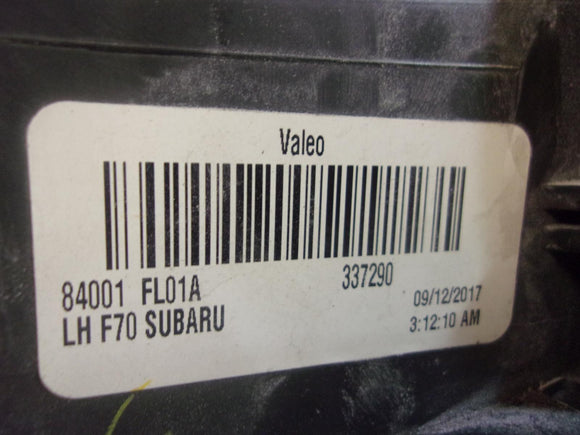 Valeo
84001 FL01A 337290 09/12/2017
LH F70 SUBARU 3:12:10 AM